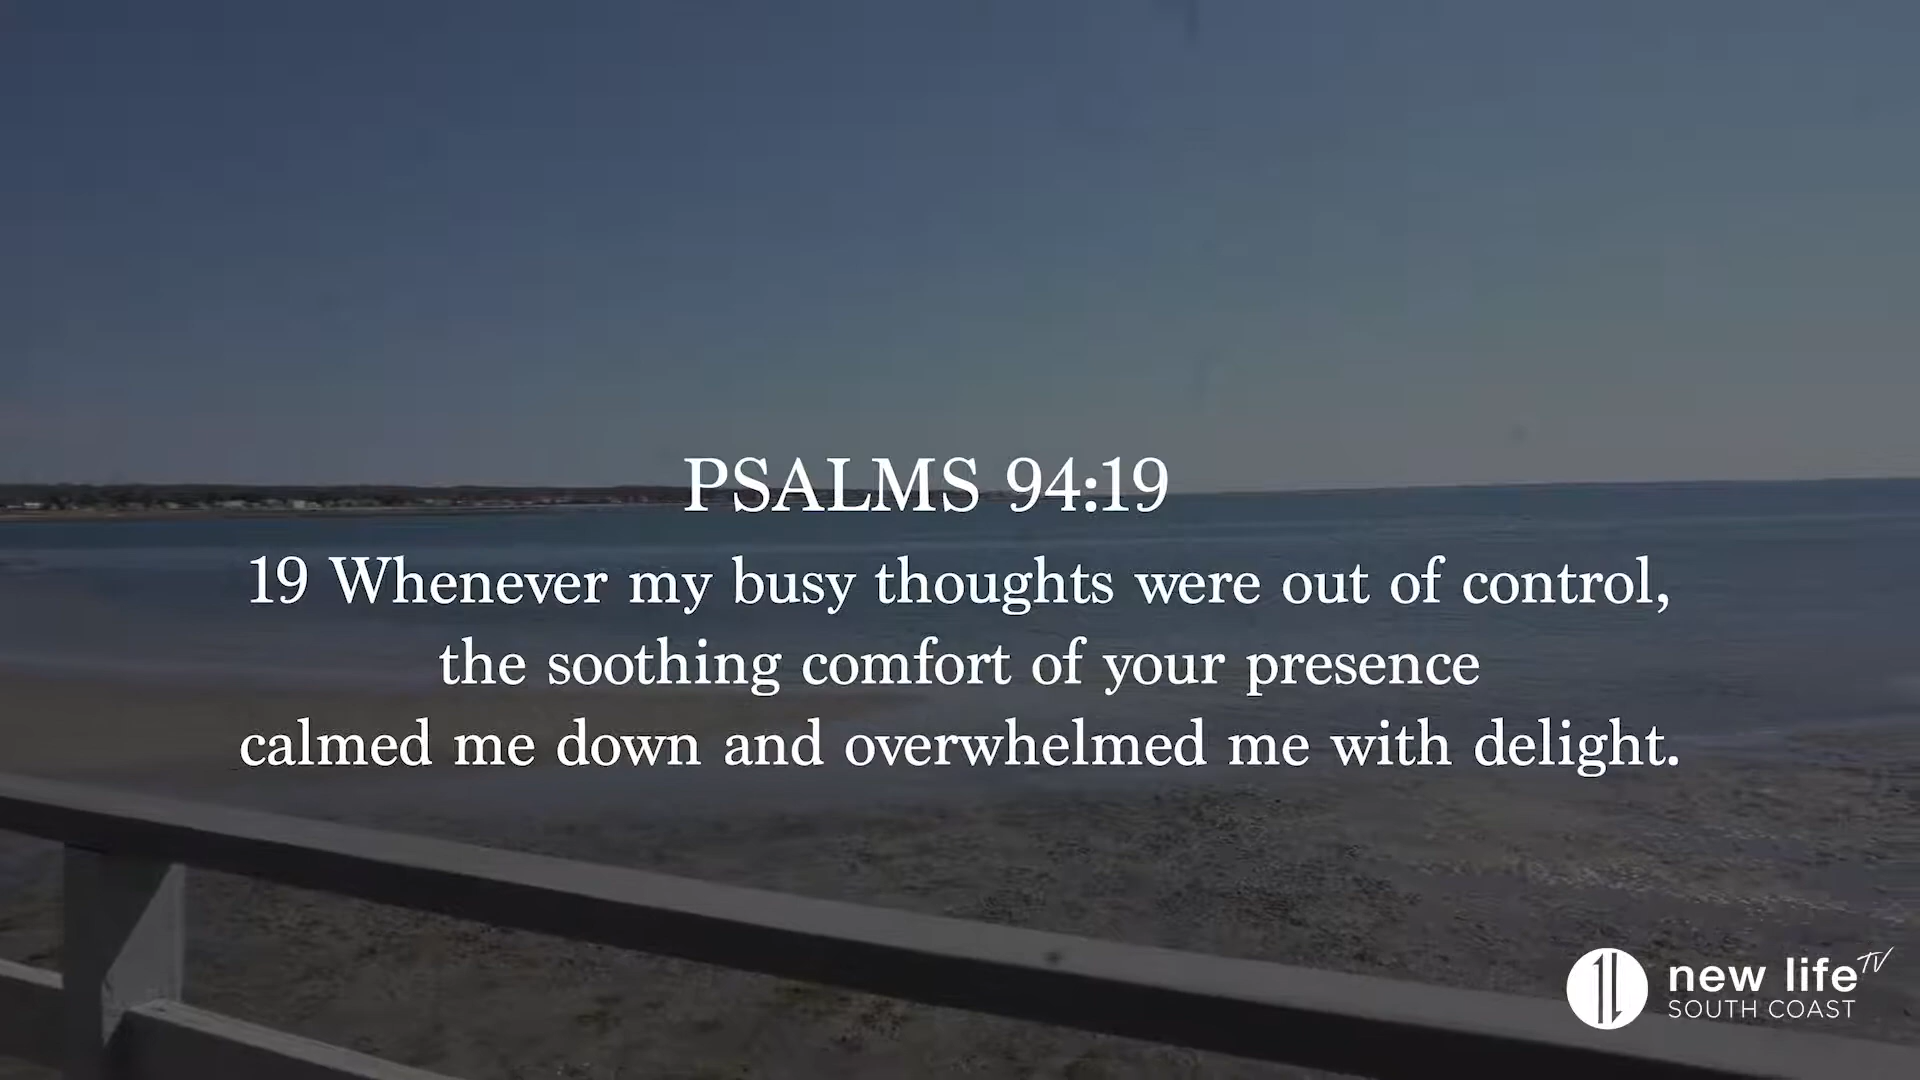 PSALMS 94:19
19 Whenever my busy thoughts were out of control,
the soothing comfort of your presence
calmed me down and overwhelmed me with delight.
new life TV
SOUTH COAST